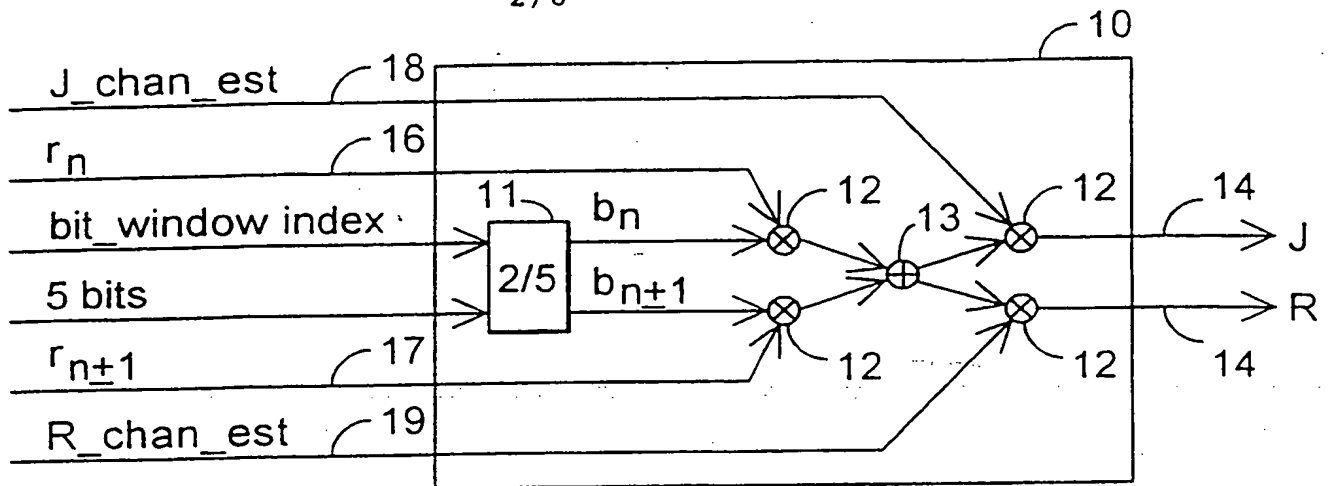 2/6
10
J_chan_est 18
r_n 16
bit_window index 11 b_n 12 13 12 14 J
5 bits 2/5 b_n±1 R
r_n±1 17 12 12 14
R_chan_est 19